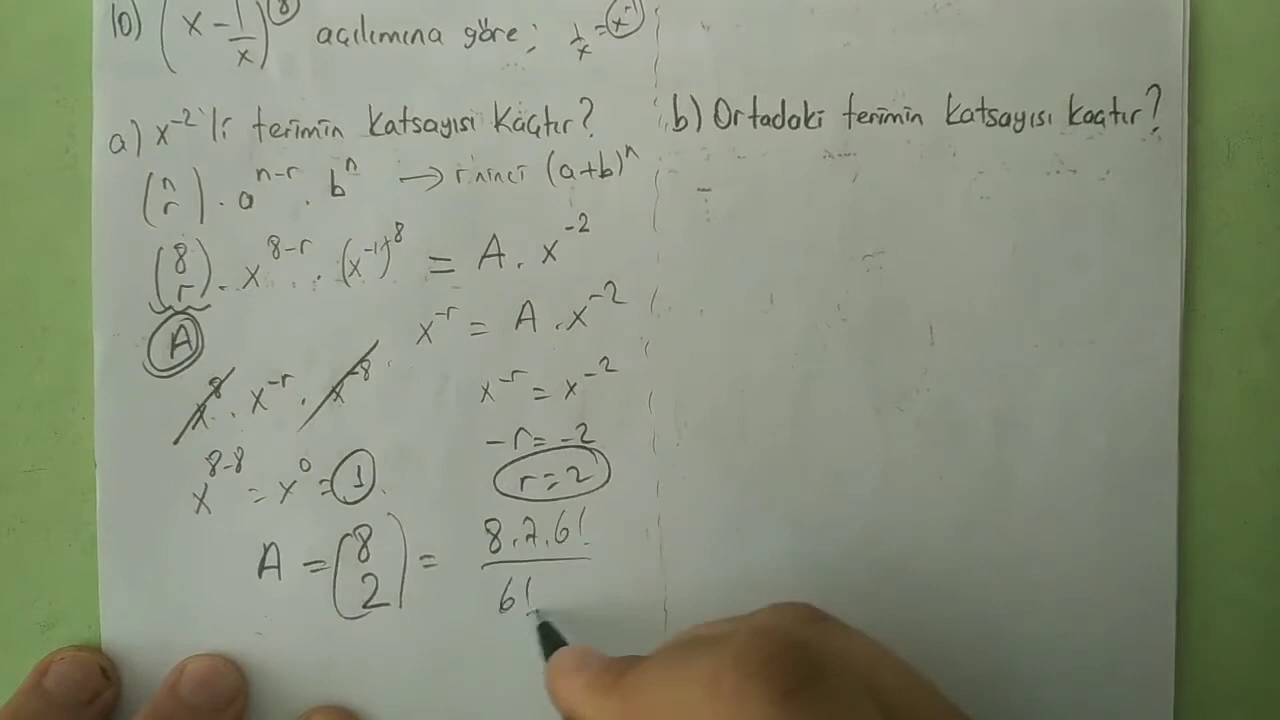 10) (x - 1/x)^8 açılımına göre; 1/x = x^-1
a) x^-2'li terimin katsayısı kaçtır?
(n r) . a^n-r . b^n → r ninci (a+b)^n
(8 r) . x^8-r . (x^-1)^8 = A . x^-2
A
x^-r = A . x^-2
x^8 . x^-r . x^-8
x^-r = x^-2
-r = -2
x^8-8 = x^0 = 1
r = 2
A = (8 2) = 8.7.6! / 6!
b) Ortadaki terimin katsayısı kaçtır?